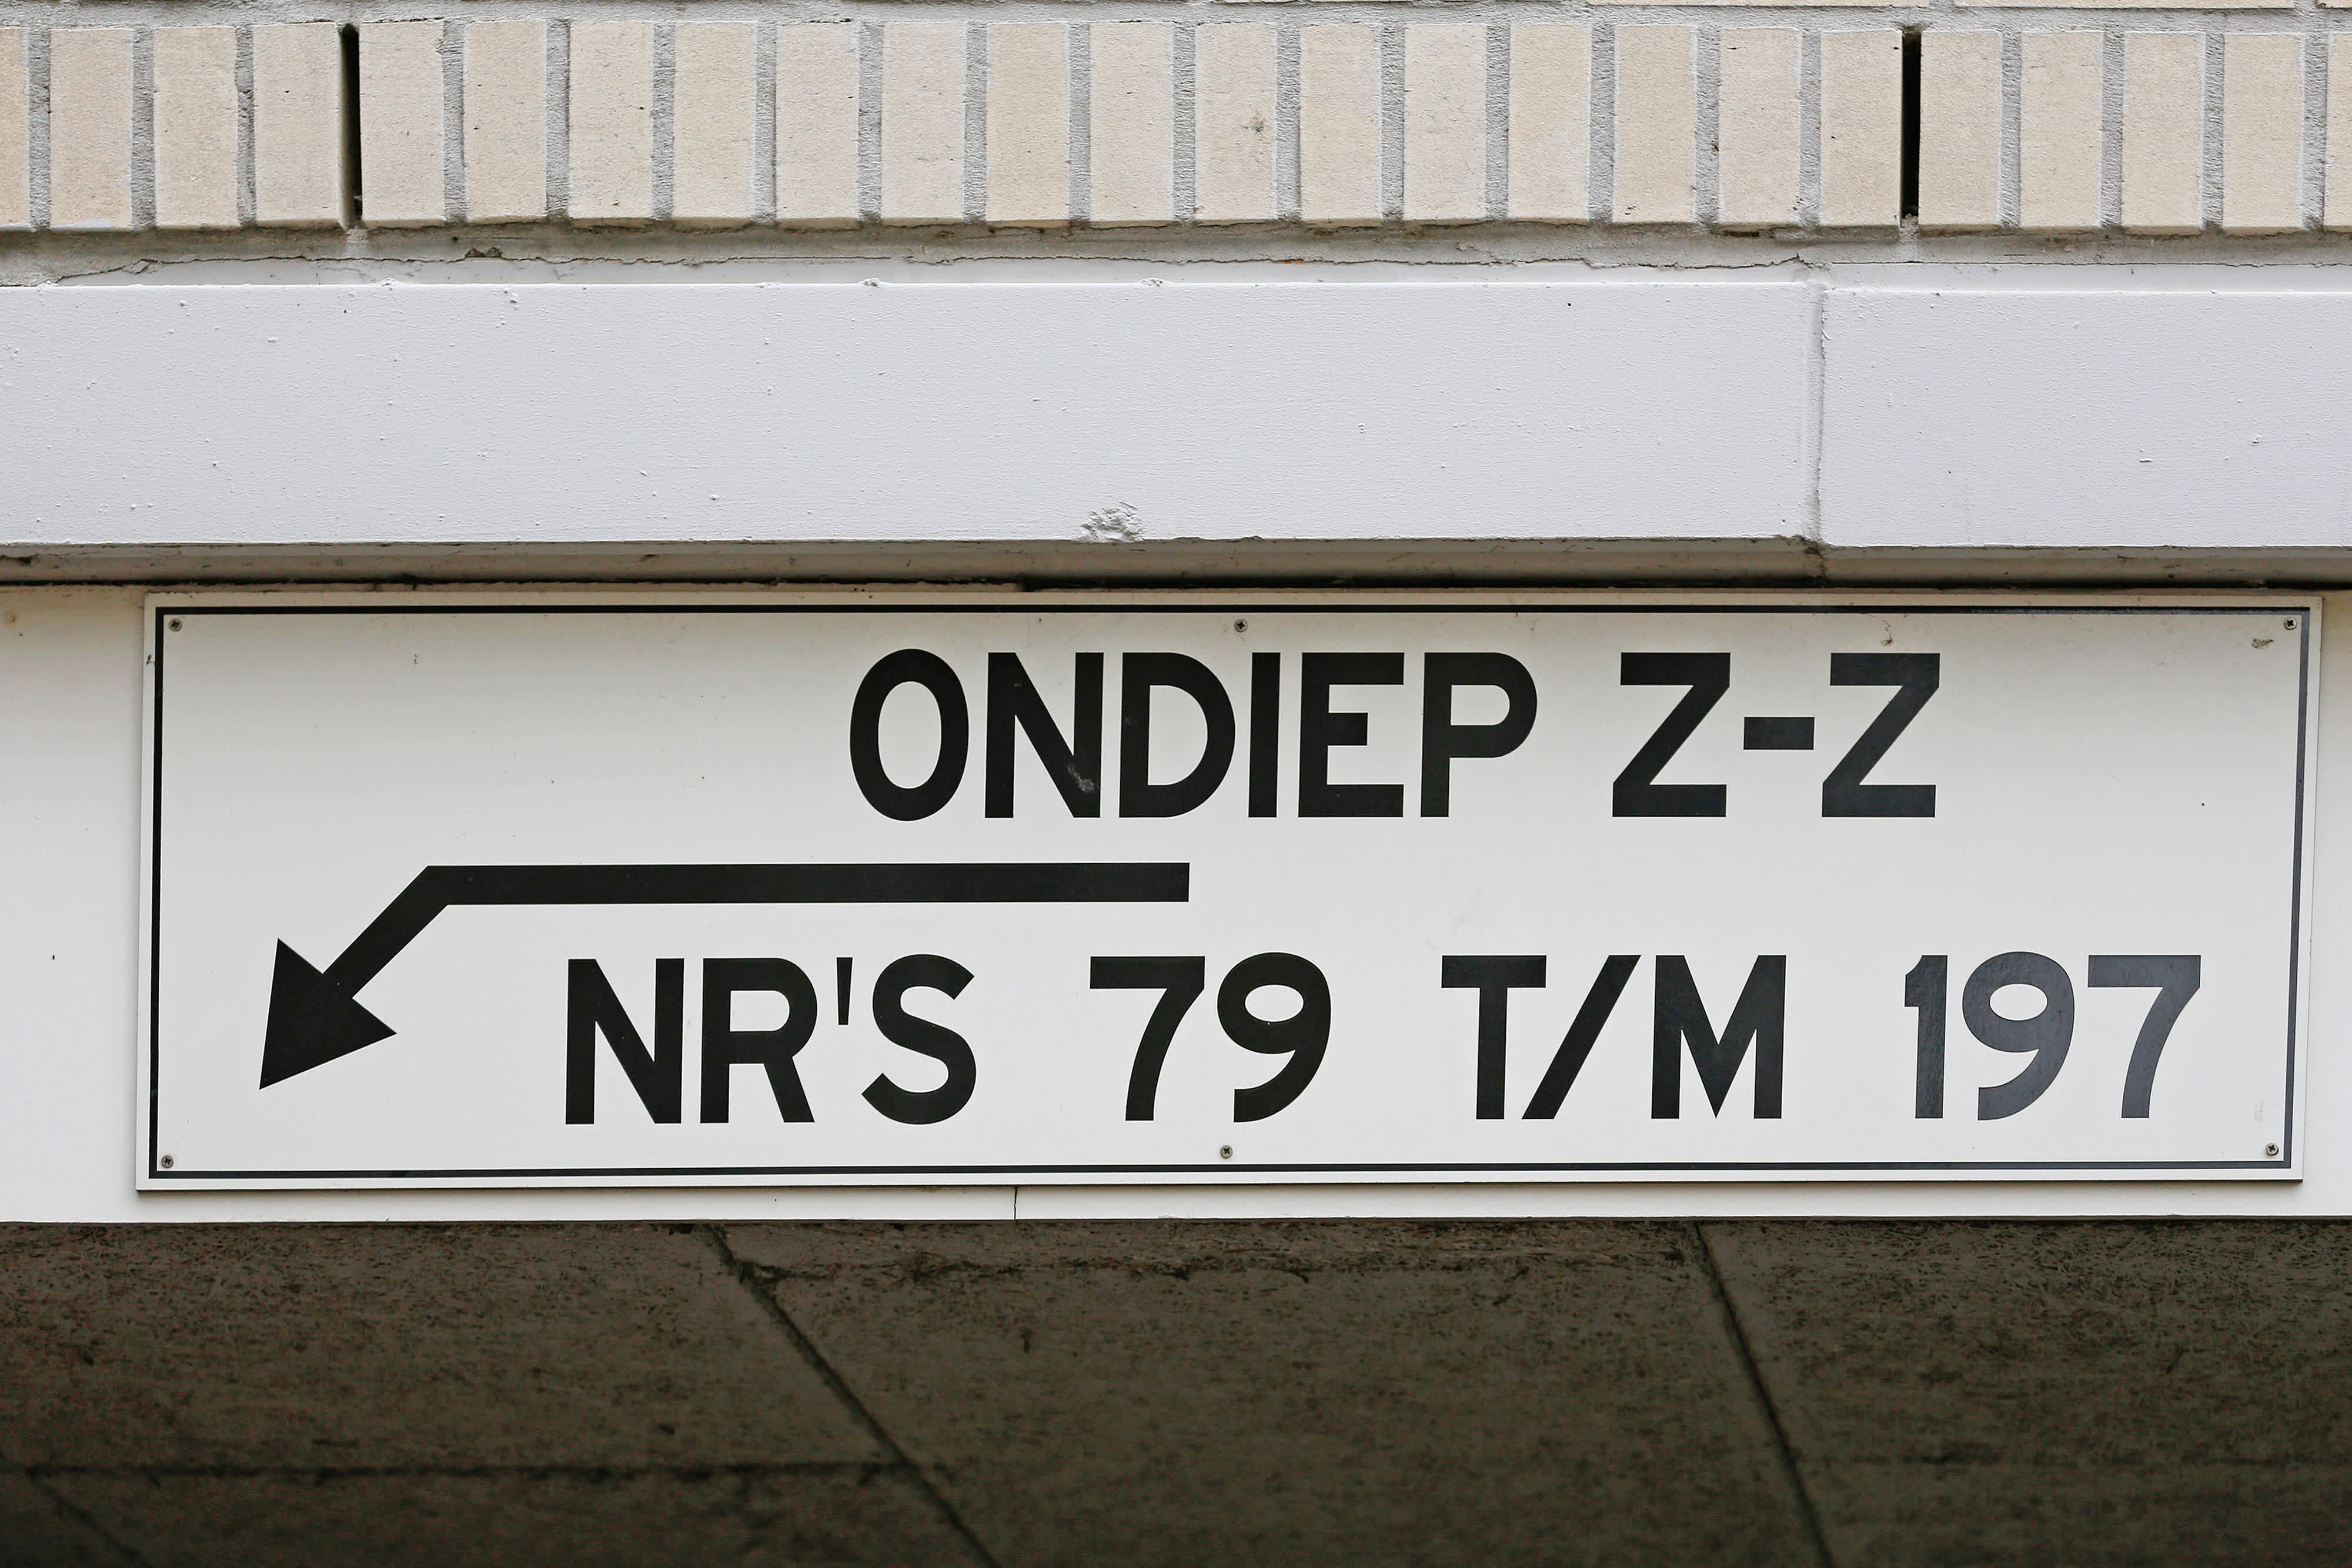 ONDIEP Z-Z
NR'S 79 T/M 197